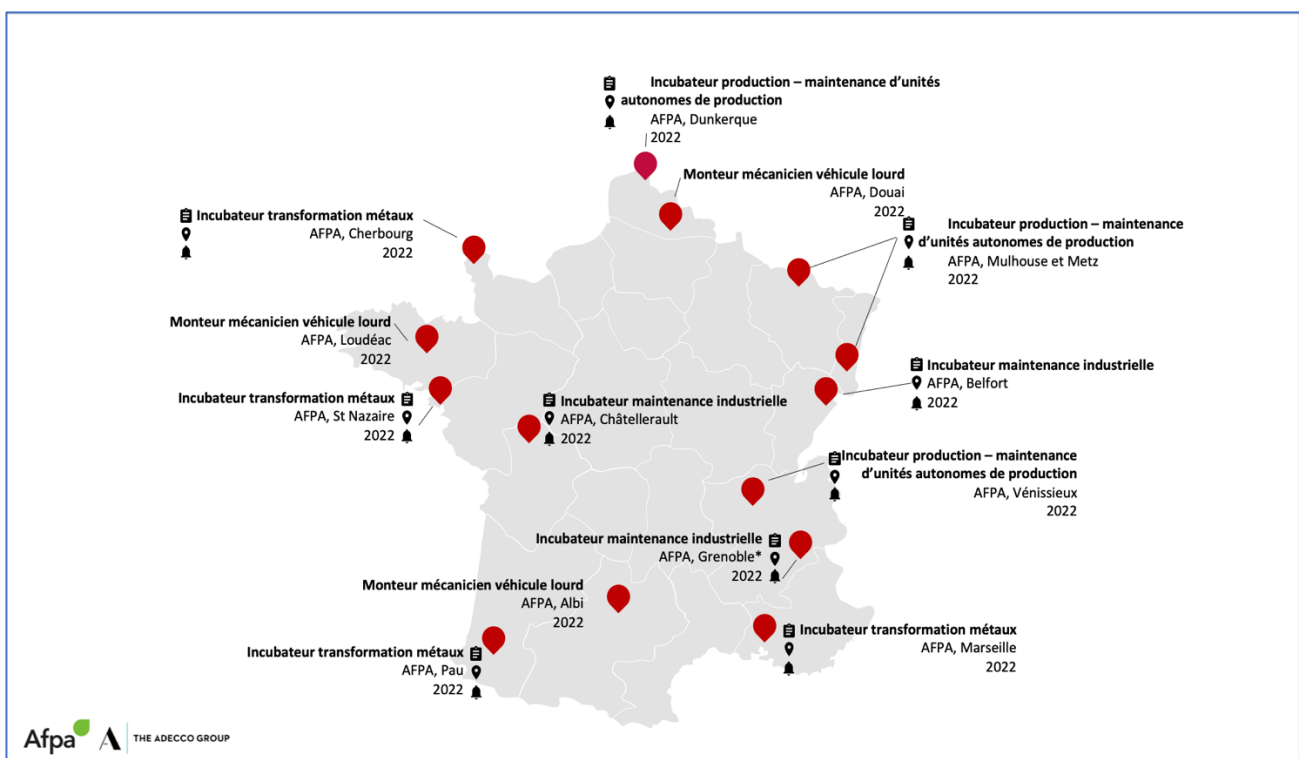 Incubateur production – maintenance d'unités
autonomes de production
AFPA, Dunkerque
2022
Monteur mécanicien véhicule lourd
AFPA, Douai
2022
Incubateur transformation métaux
AFPA, Cherbourg
2022
Incubateur production – maintenance
d'unités autonomes de production
AFPA, Mulhouse et Metz
2022
Monteur mécanicien véhicule lourd
AFPA, Loudéac
2022
Incubateur maintenance industrielle
AFPA, Belfort
2022
Incubateur transformation métaux
AFPA, St Nazaire
2022
Incubateur maintenance industrielle
AFPA, Châtellerault
2022
Incubateur production – maintenance
d'unités autonomes de production
AFPA, Vénissieux
2022
Incubateur maintenance industrielle
AFPA, Grenoble*
2022
Monteur mécanicien véhicule lourd
AFPA, Albi
2022
Incubateur transformation métaux
AFPA, Marseille
2022
Incubateur transformation métaux
AFPA, Pau
2022
Afpa
THE ADECCO GROUP